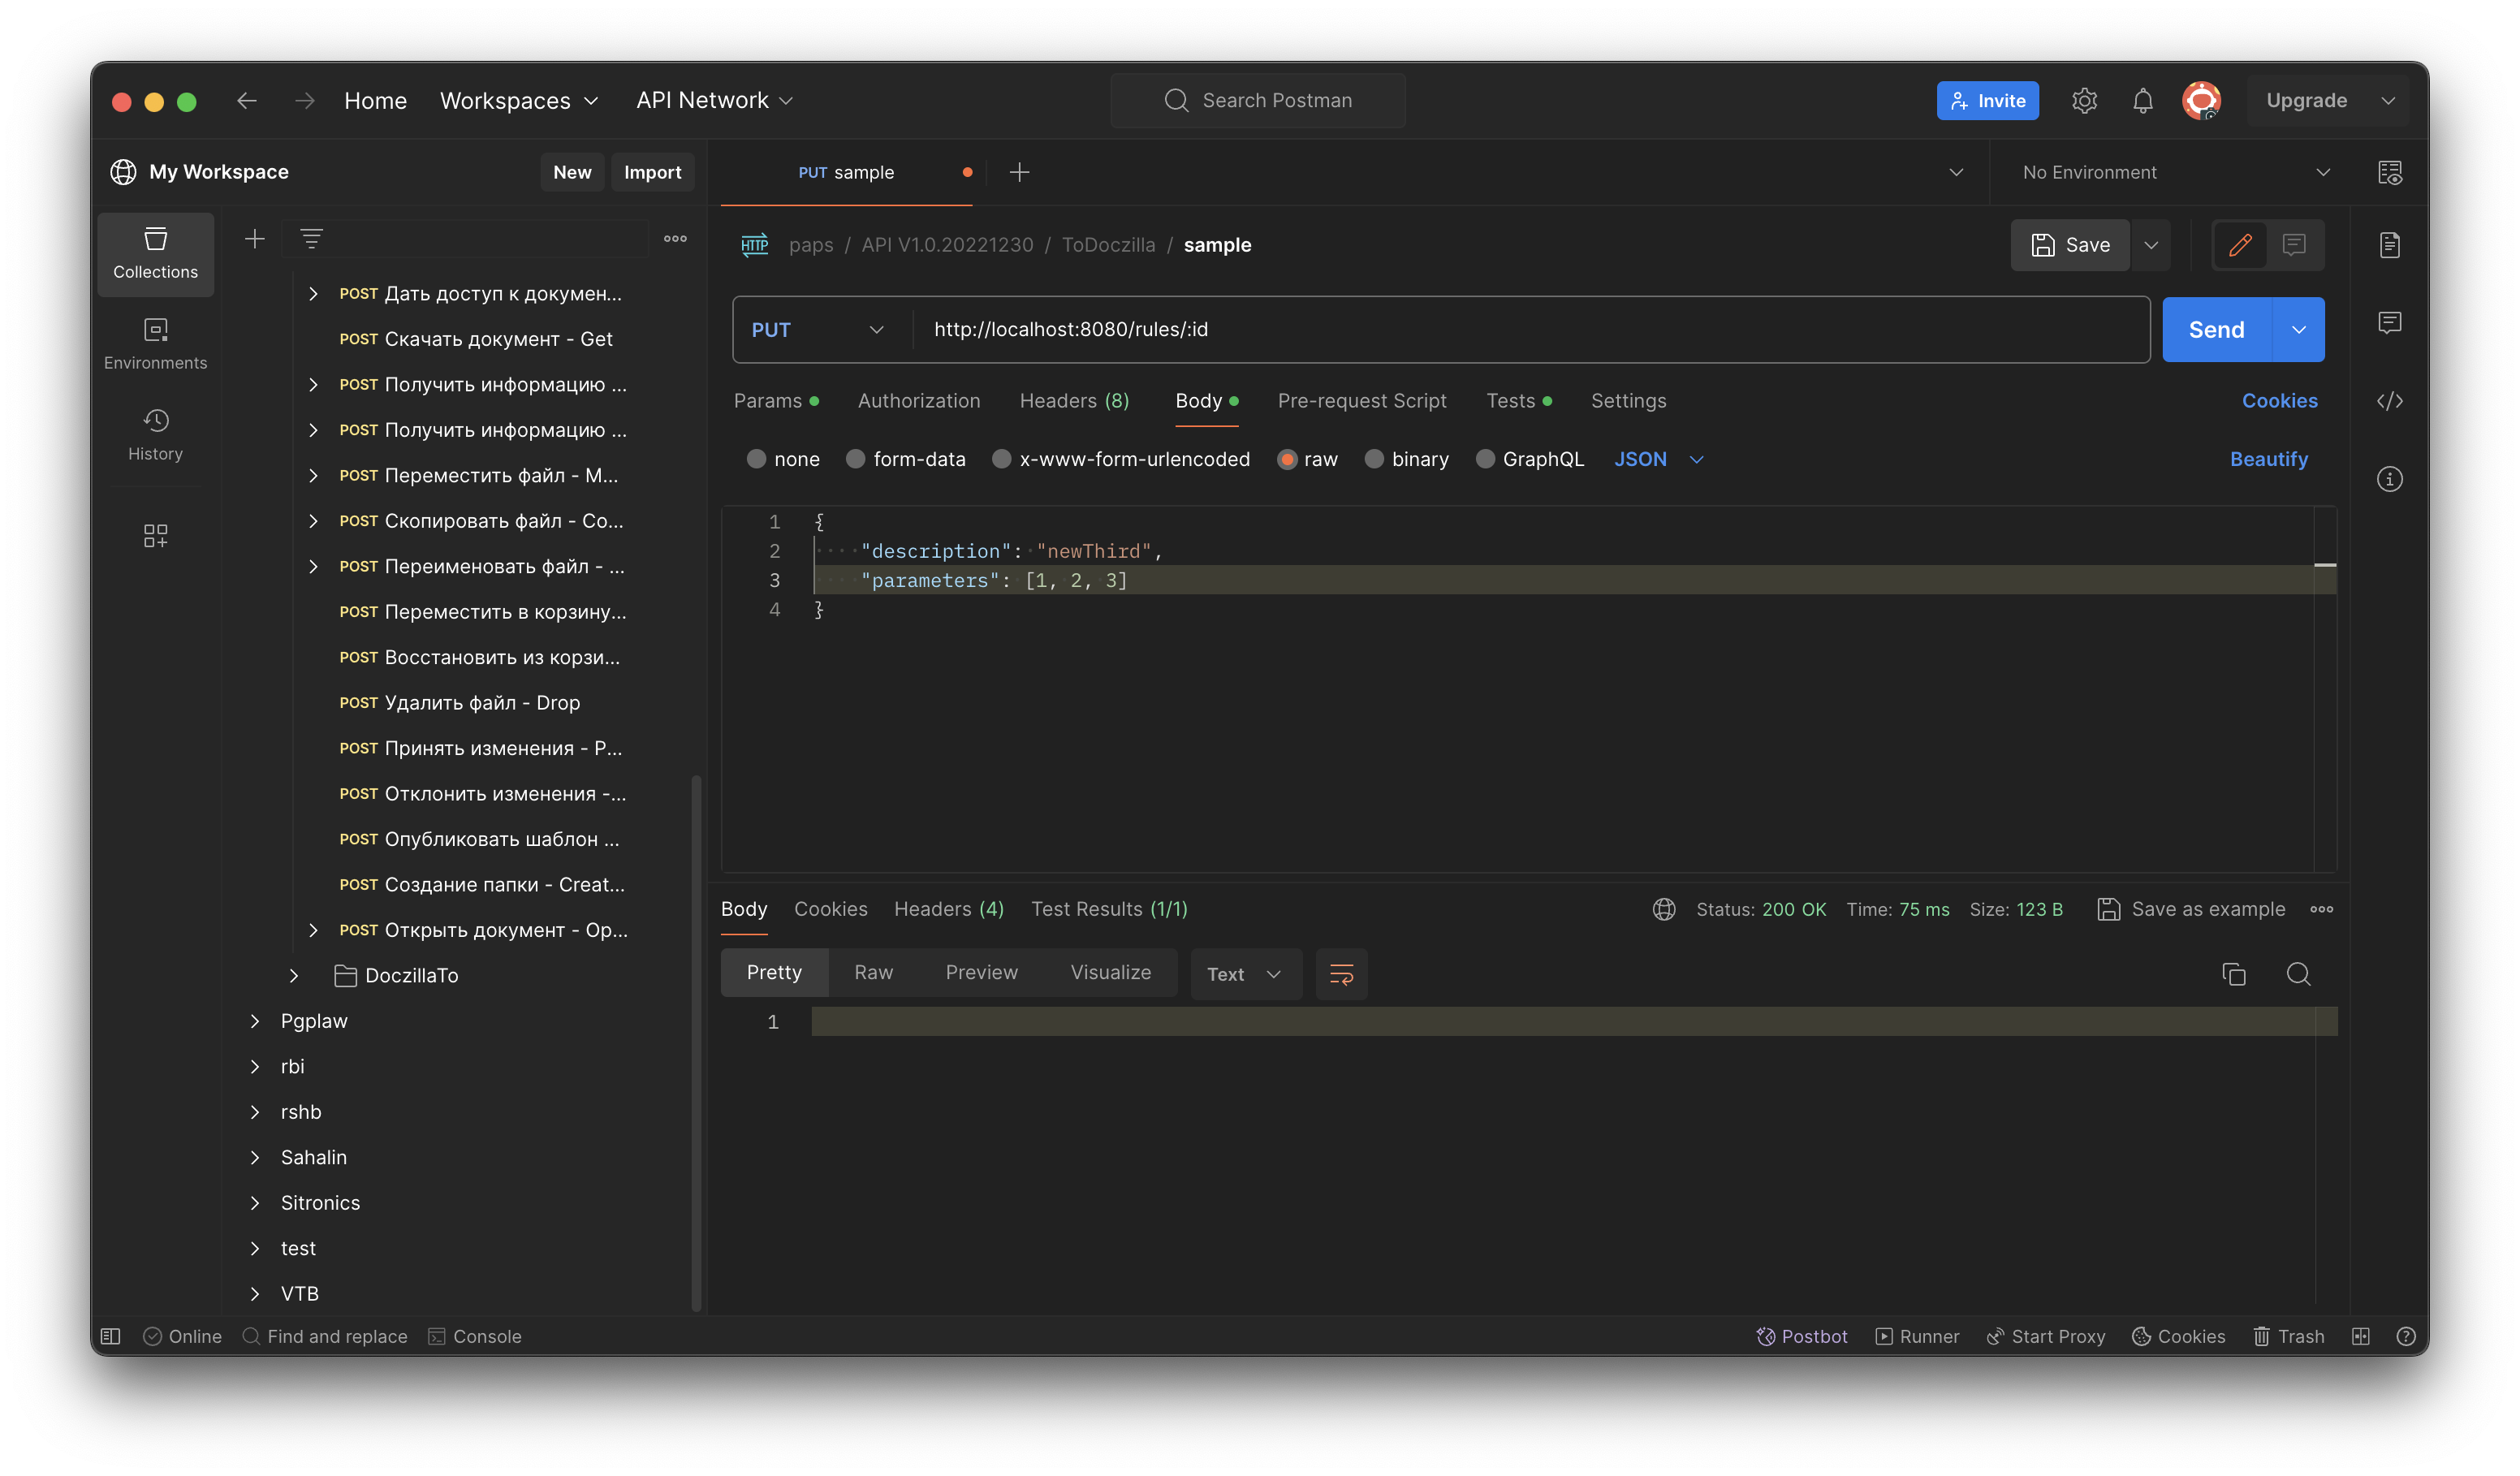 Home Workspaces API Network Search Postman Invite Upgrade
My Workspace New Import
PUT sample No Environment
Collections
Environments
History
POST Дать доступ к докумен...
POST Скачать документ - Get
POST Получить информацию ...
POST Получить информацию ...
POST Переместить файл - M...
POST Скопировать файл - Co...
POST Переименовать файл - ...
POST Переместить в корзину...
POST Восстановить из корзи...
POST Удалить файл - Drop
POST Принять изменения - P...
POST Отклонить изменения -...
POST Опубликовать шаблон ...
POST Создание папки - Creat...
POST Открыть документ - Op...
DoczillaTo
Pgplaw
rbi
rshb
Sahalin
Sitronics
test
VTB
HTTP paps / API V1.0.20221230 / ToDoczilla / sample Save
PUT http://localhost:8080/rules/:id Send
Params Authorization Headers (8) Body Pre-request Script Tests Settings Cookies
none form-data x-www-form-urlencoded raw binary GraphQL JSON Beautify
1 {
2 "description": "newThird",
3 "parameters": [1, 2, 3]
4 }
Body Cookies Headers (4) Test Results (1/1) Status: 200 OK Time: 75 ms Size: 123 B Save as example
Pretty Raw Preview Visualize Text
1
Online Find and replace Console Postbot Runner Start Proxy Cookies Trash